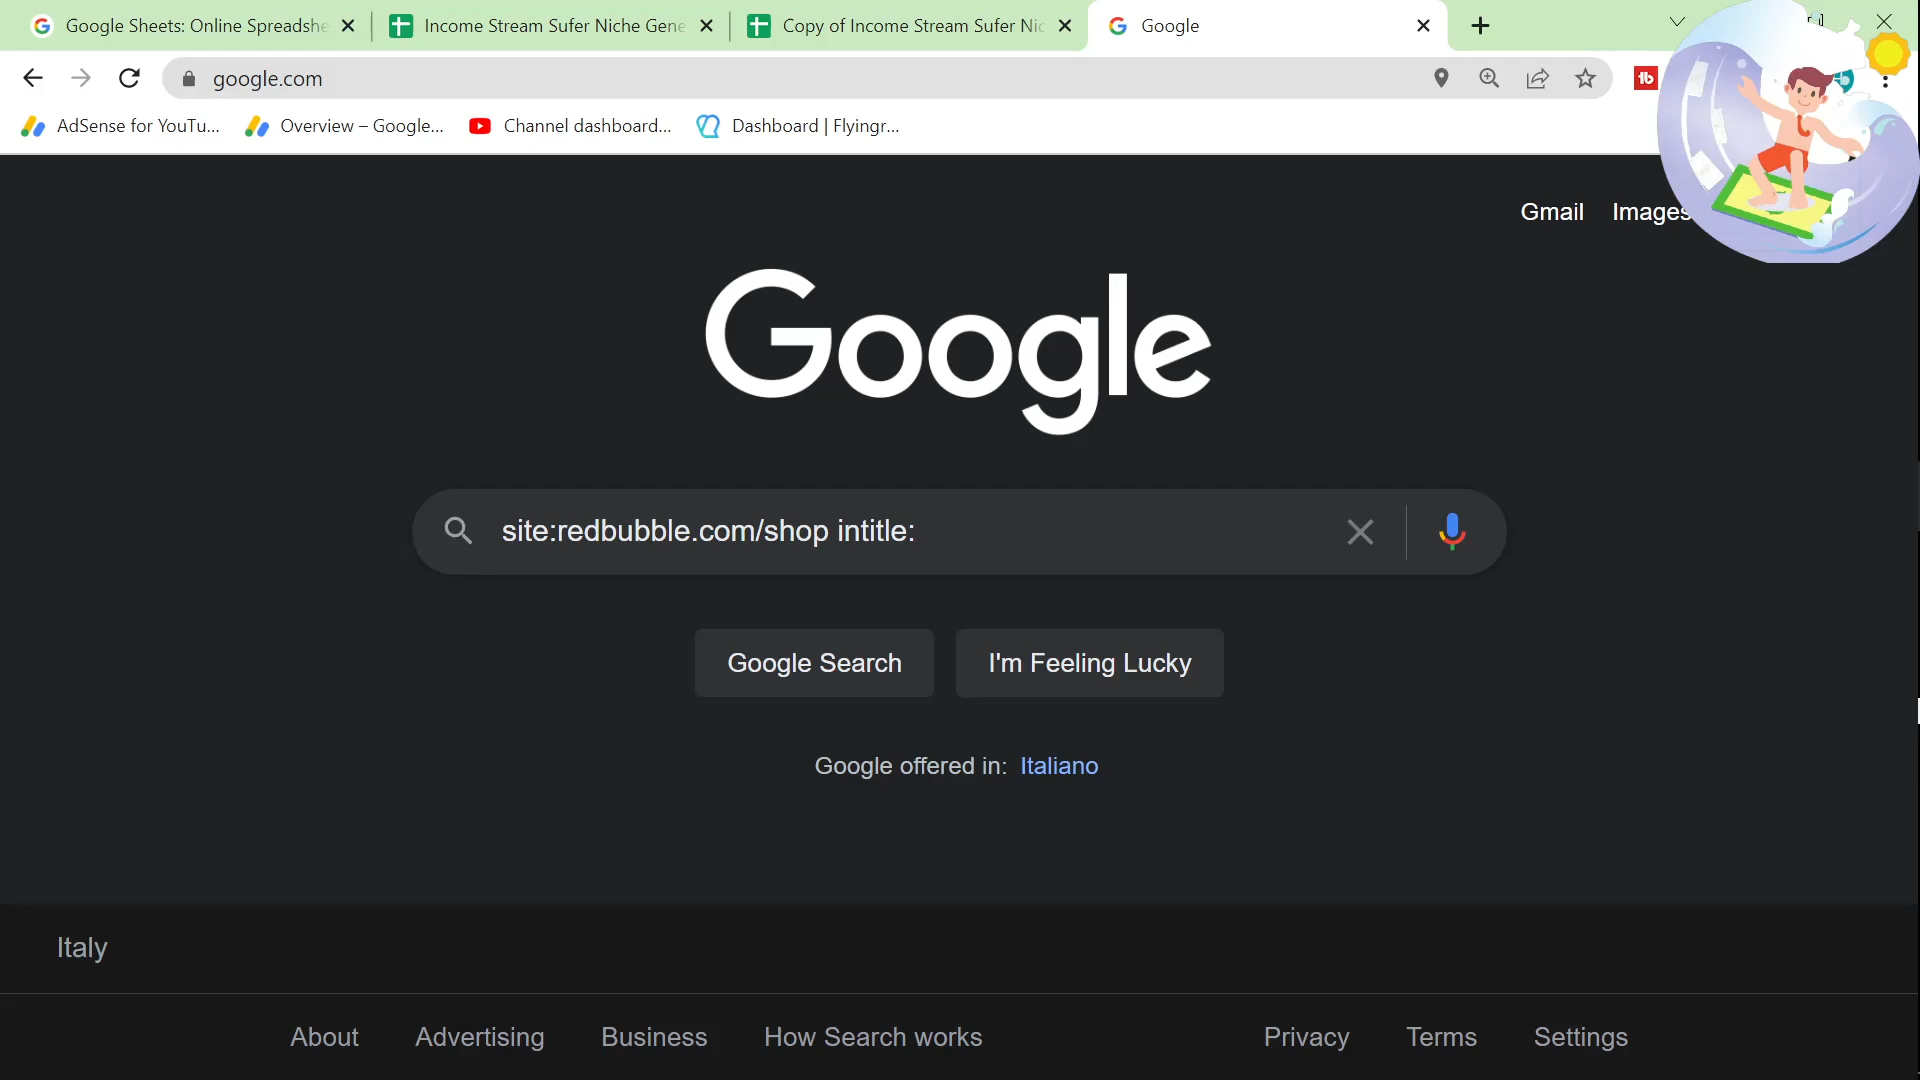 Google Sheets: Online Spreadshe
Income Stream Sufer Niche Gene
Copy of Income Stream Sufer Nic
Google
google.com
AdSense for YouTu...
Overview – Google...
Channel dashboard...
Dashboard | Flyingr...
Gmail
Images
Google
site:redbubble.com/shop intitle:
Google Search
I'm Feeling Lucky
Google offered in: Italiano
Italy
About
Advertising
Business
How Search works
Privacy
Terms
Settings